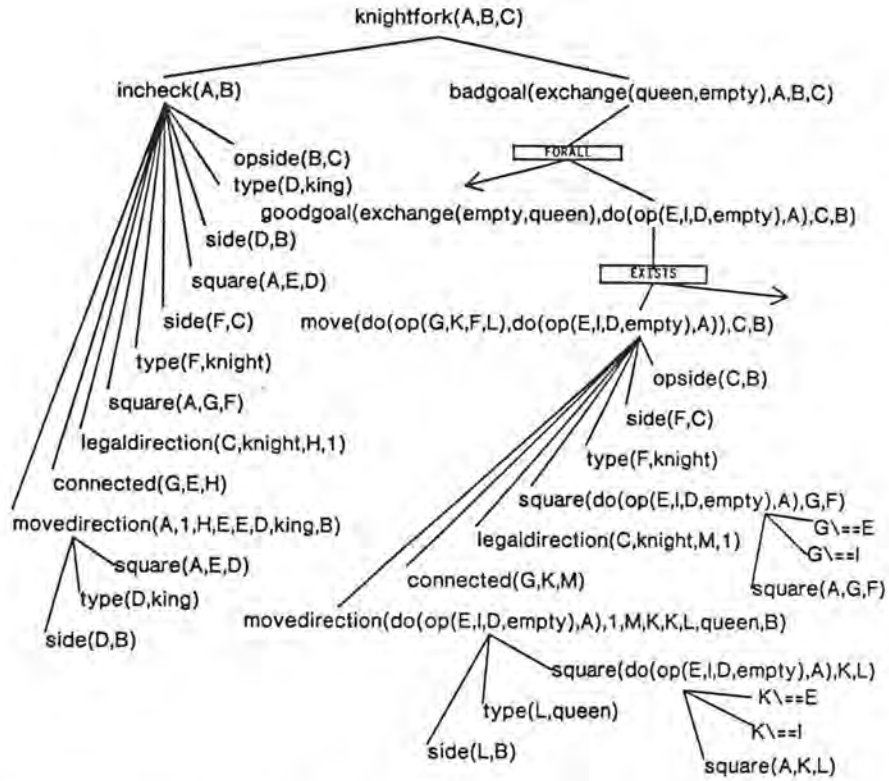 knightfork(A,B,C)
incheck(A,B)
badgoal(exchange(queen,empty),A,B,C)
opside(B,C)
type(D,king)
side(D,B)
square(A,E,D)
side(F,C)
type(F,knight)
square(A,G,F)
legaldirection(C,knight,H,1)
connected(G,E,H)
movedirection(A,1,H,E,E,D,king,B)
square(A,E,D)
type(D,king)
side(D,B)
FORALL
goodgoal(exchange(empty,queen),do(op(E,I,D,empty),A),C,B)
EXISTS
move(do(op(G,K,F,L),do(op(E,I,D,empty),A)),C,B)
opside(C,B)
side(F,C)
type(F,knight)
square(do(op(E,I,D,empty),A),G,F)
G\==E
G\==I
square(A,G,F)
legaldirection(C,knight,M,1)
connected(G,K,M)
movedirection(do(op(E,I,D,empty),A),1,M,K,K,L,queen,B)
square(do(op(E,I,D,empty),A),K,L)
K\==E
K\==I
square(A,K,L)
type(L,queen)
side(L,B)